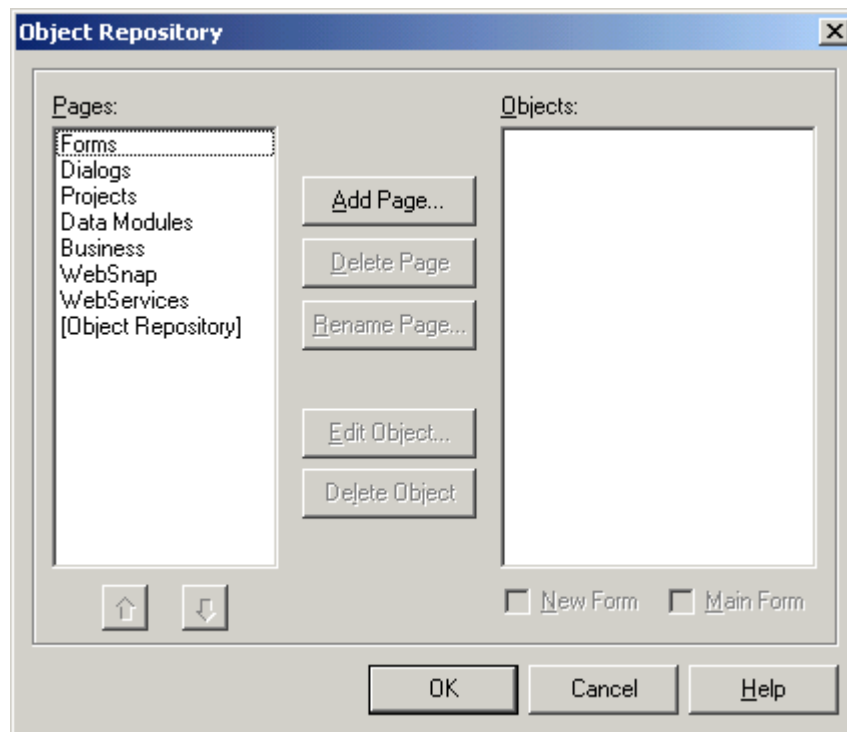 Object Repository
Pages:
Objects:
Forms
Dialogs
Projects
Data Modules
Business
WebSnap
WebServices
[Object Repository]
Add Page...
Delete Page
Rename Page...
Edit Object...
Delete Object
New Form
Main Form
OK
Cancel
Help